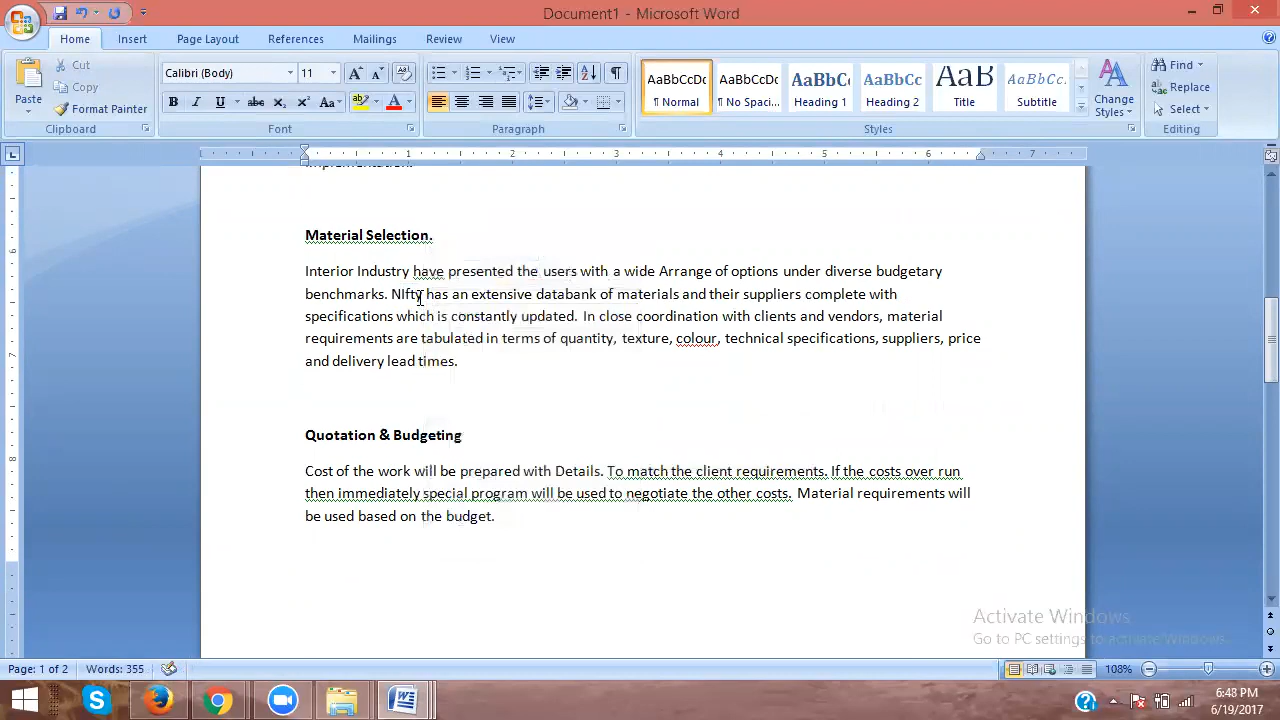 Document1 - Microsoft Word
Home Insert Page Layout References Mailings Review View
Paste
Cut
Copy
Format Painter
Clipboard
Calibri (Body) 11
Font
Paragraph
AaBbCcDc AaBbCcDc AaBbCc AaBbCc AaB AaBbCc.
¶ Normal ¶ No Spaci... Heading 1 Heading 2 Title Subtitle
Change Styles
Styles
Find
Replace
Select
Editing
1 2 3 4 5 6 7
Material Selection.
Interior Industry have presented the users with a wide Arrange of options under diverse budgetary
benchmarks. NIfty has an extensive databank of materials and their suppliers complete with
specifications which is constantly updated. In close coordination with clients and vendors, material
requirements are tabulated in terms of quantity, texture, colour, technical specifications, suppliers, price
and delivery lead times.
Quotation & Budgeting
Cost of the work will be prepared with Details. To match the client requirements. If the costs over run
then immediately special program will be used to negotiate the other costs. Material requirements will
be used based on the budget.
Activate Windows
Go to PC settings to activate Windows.
Page: 1 of 2 Words: 355 108%
6:48 PM
6/19/2017